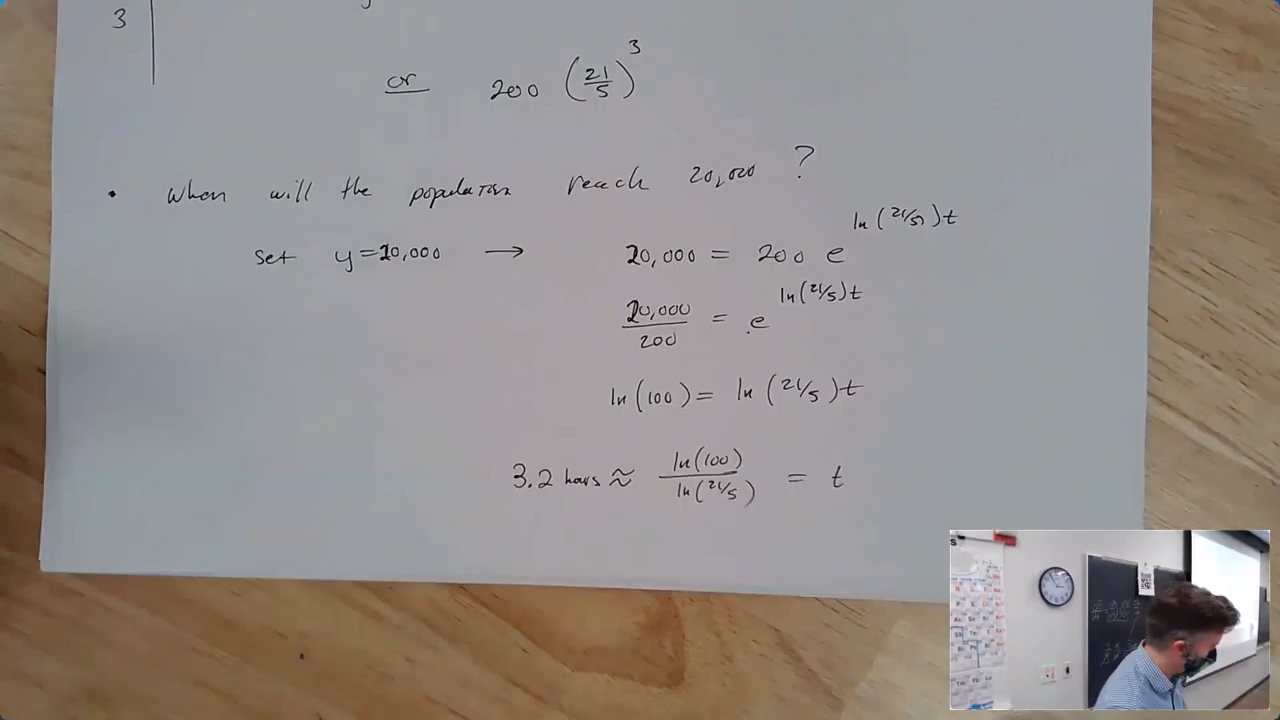 3
or 200 (21/5)^3
• When will the population reach 20,000 ?
set y=20,000 → 20,000 = 200 e^ln(21/5)t
20,000/200 = e^ln(21/5)t
ln(100) = ln(21/5)t
3.2 hours ≈ ln(100)/ln(21/5) = t